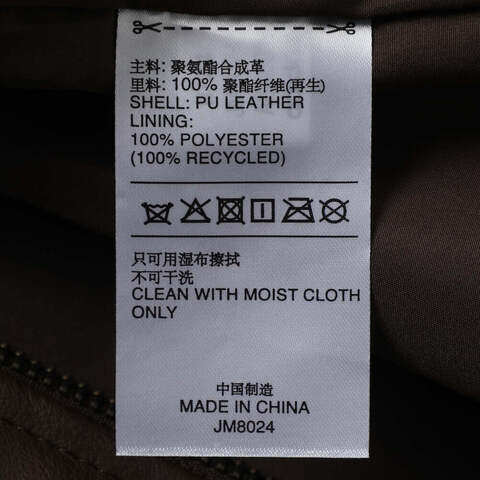 主料: 聚氨酯合成革
里料: 100% 聚酯纤维(再生)
SHELL: PU LEATHER
LINING:
100% POLYESTER
(100% RECYCLED)
只可用湿布擦拭
不可干洗
CLEAN WITH MOIST CLOTH
ONLY
中国制造
MADE IN CHINA
JM8024